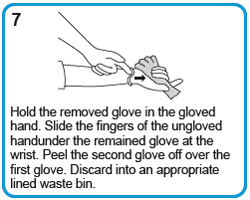 7
Hold the removed glove in the gloved
hand. Slide the fingers of the ungloved
handunder the remained glove at the
wrist. Peel the second glove off over the
first glove. Discard into an appropriate
lined waste bin.